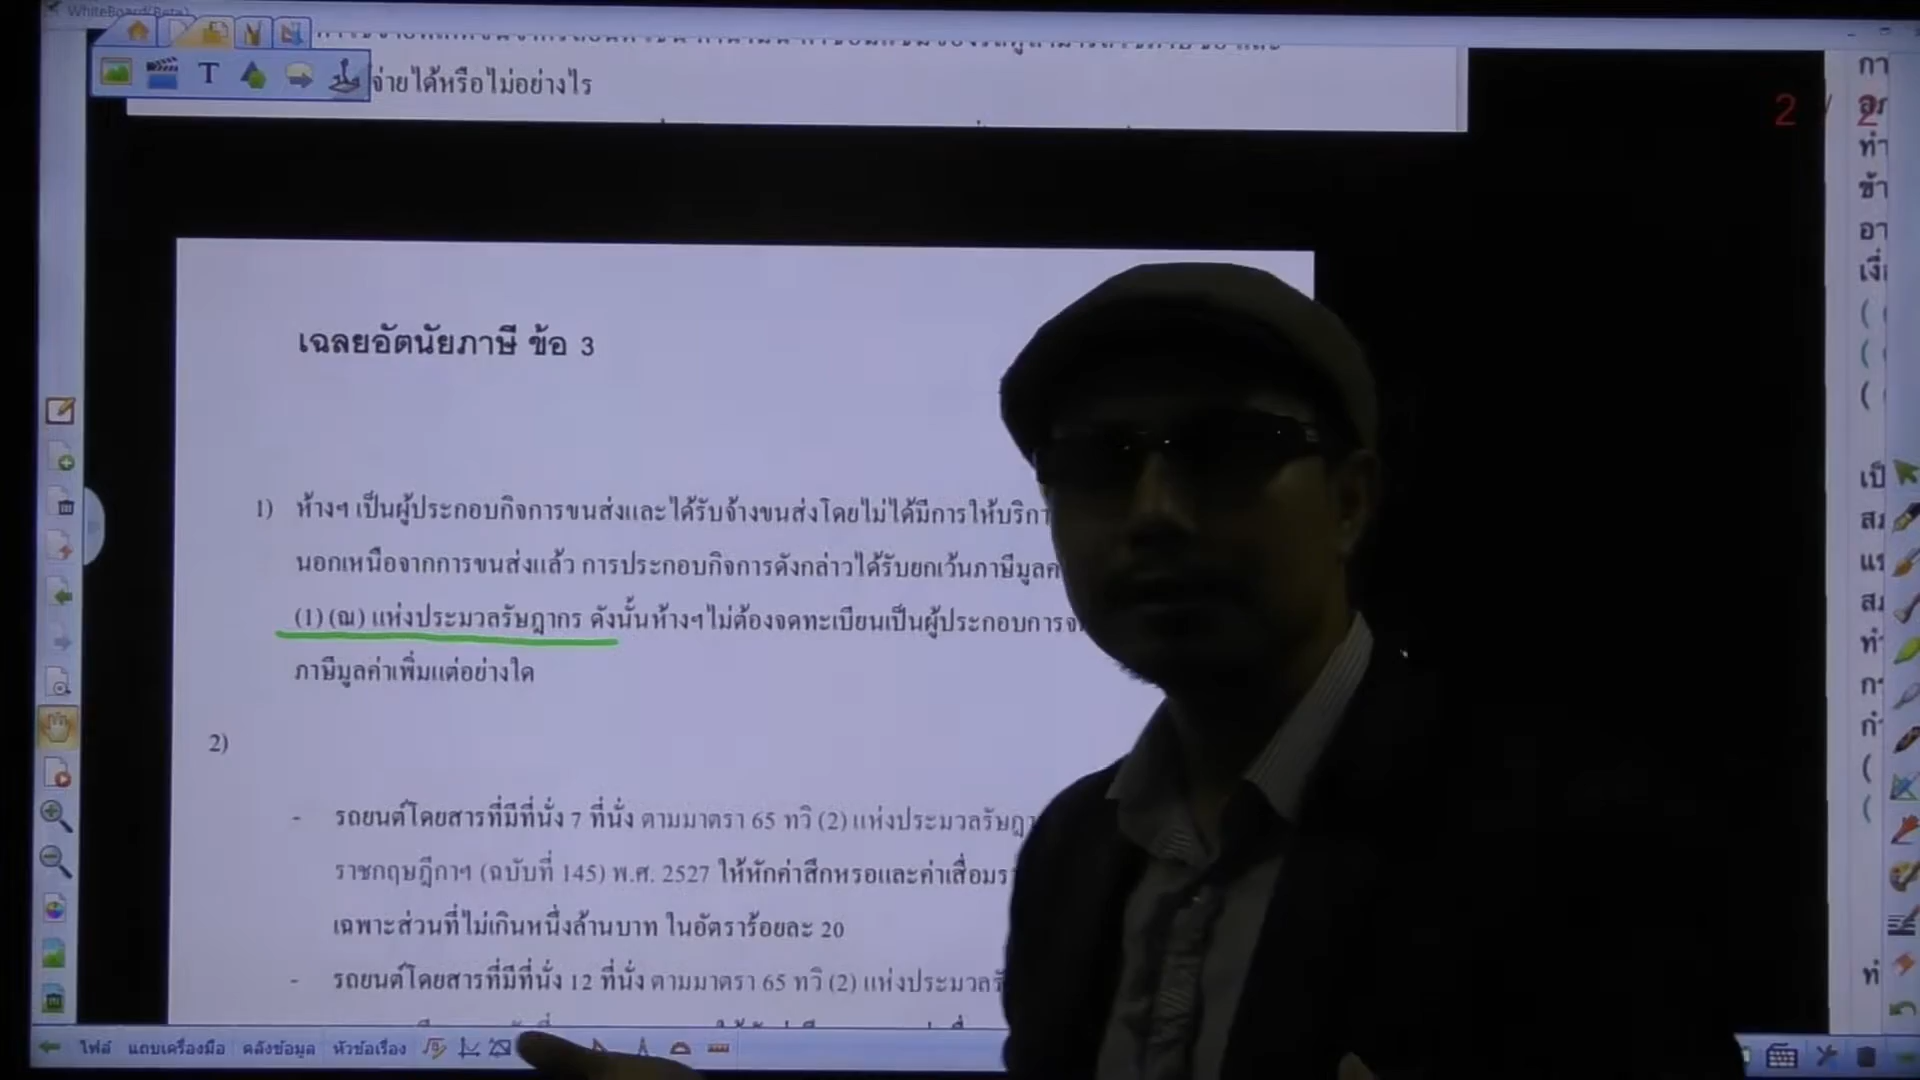 WhiteBoard(Beta)
จ่ายได้หรือไม่อย่างไร
2 / 2
เฉลยอัตนัยภาษี ข้อ 3
1) ห้างฯ เป็นผู้ประกอบกิจการขนส่งและได้รับจ้างขนส่งโดยไม่ได้มีการให้บริกา
นอกเหนือจากการขนส่งแล้ว การประกอบกิจการดังกล่าวได้รับยกเว้นภาษีมูลค
(1) (ณ) แห่งประมวลรัษฎากร ดังนั้นห้างฯไม่ต้องจดทะเบียนเป็นผู้ประกอบการจ
ภาษีมูลค่าเพิ่มแต่อย่างใด
2)
- รถยนต์โดยสารที่มีที่นั่ง 7 ที่นั่ง ตามมาตรา 65 ทวิ (2) แห่งประมวลรัษฎา
ราชกฤษฎีกาฯ (ฉบับที่ 145) พ.ศ. 2527 ให้หักค่าสึกหรอและค่าเสื่อมรา
เฉพาะส่วนที่ไม่เกินหนึ่งล้านบาท ในอัตราร้อยละ 20
- รถยนต์โดยสารที่มีที่นั่ง 12 ที่นั่ง ตามมาตรา 65 ทวิ (2) แห่งประมวลรั
ไฟล์ แถบเครื่องมือ คลังข้อมูล หัวข้อเรื่อง